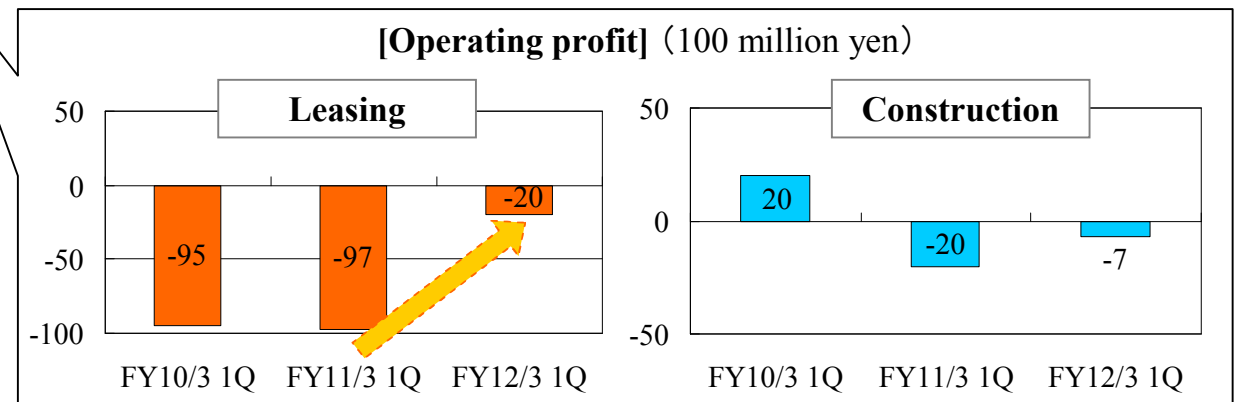 [Operating profit]（100 million yen）
Leasing
50
0
-50
-100
-95
-97
-20
FY10/3 1Q FY11/3 1Q FY12/3 1Q
Construction
50
0
-50
20
-20
-7
FY10/3 1Q FY11/3 1Q FY12/3 1Q